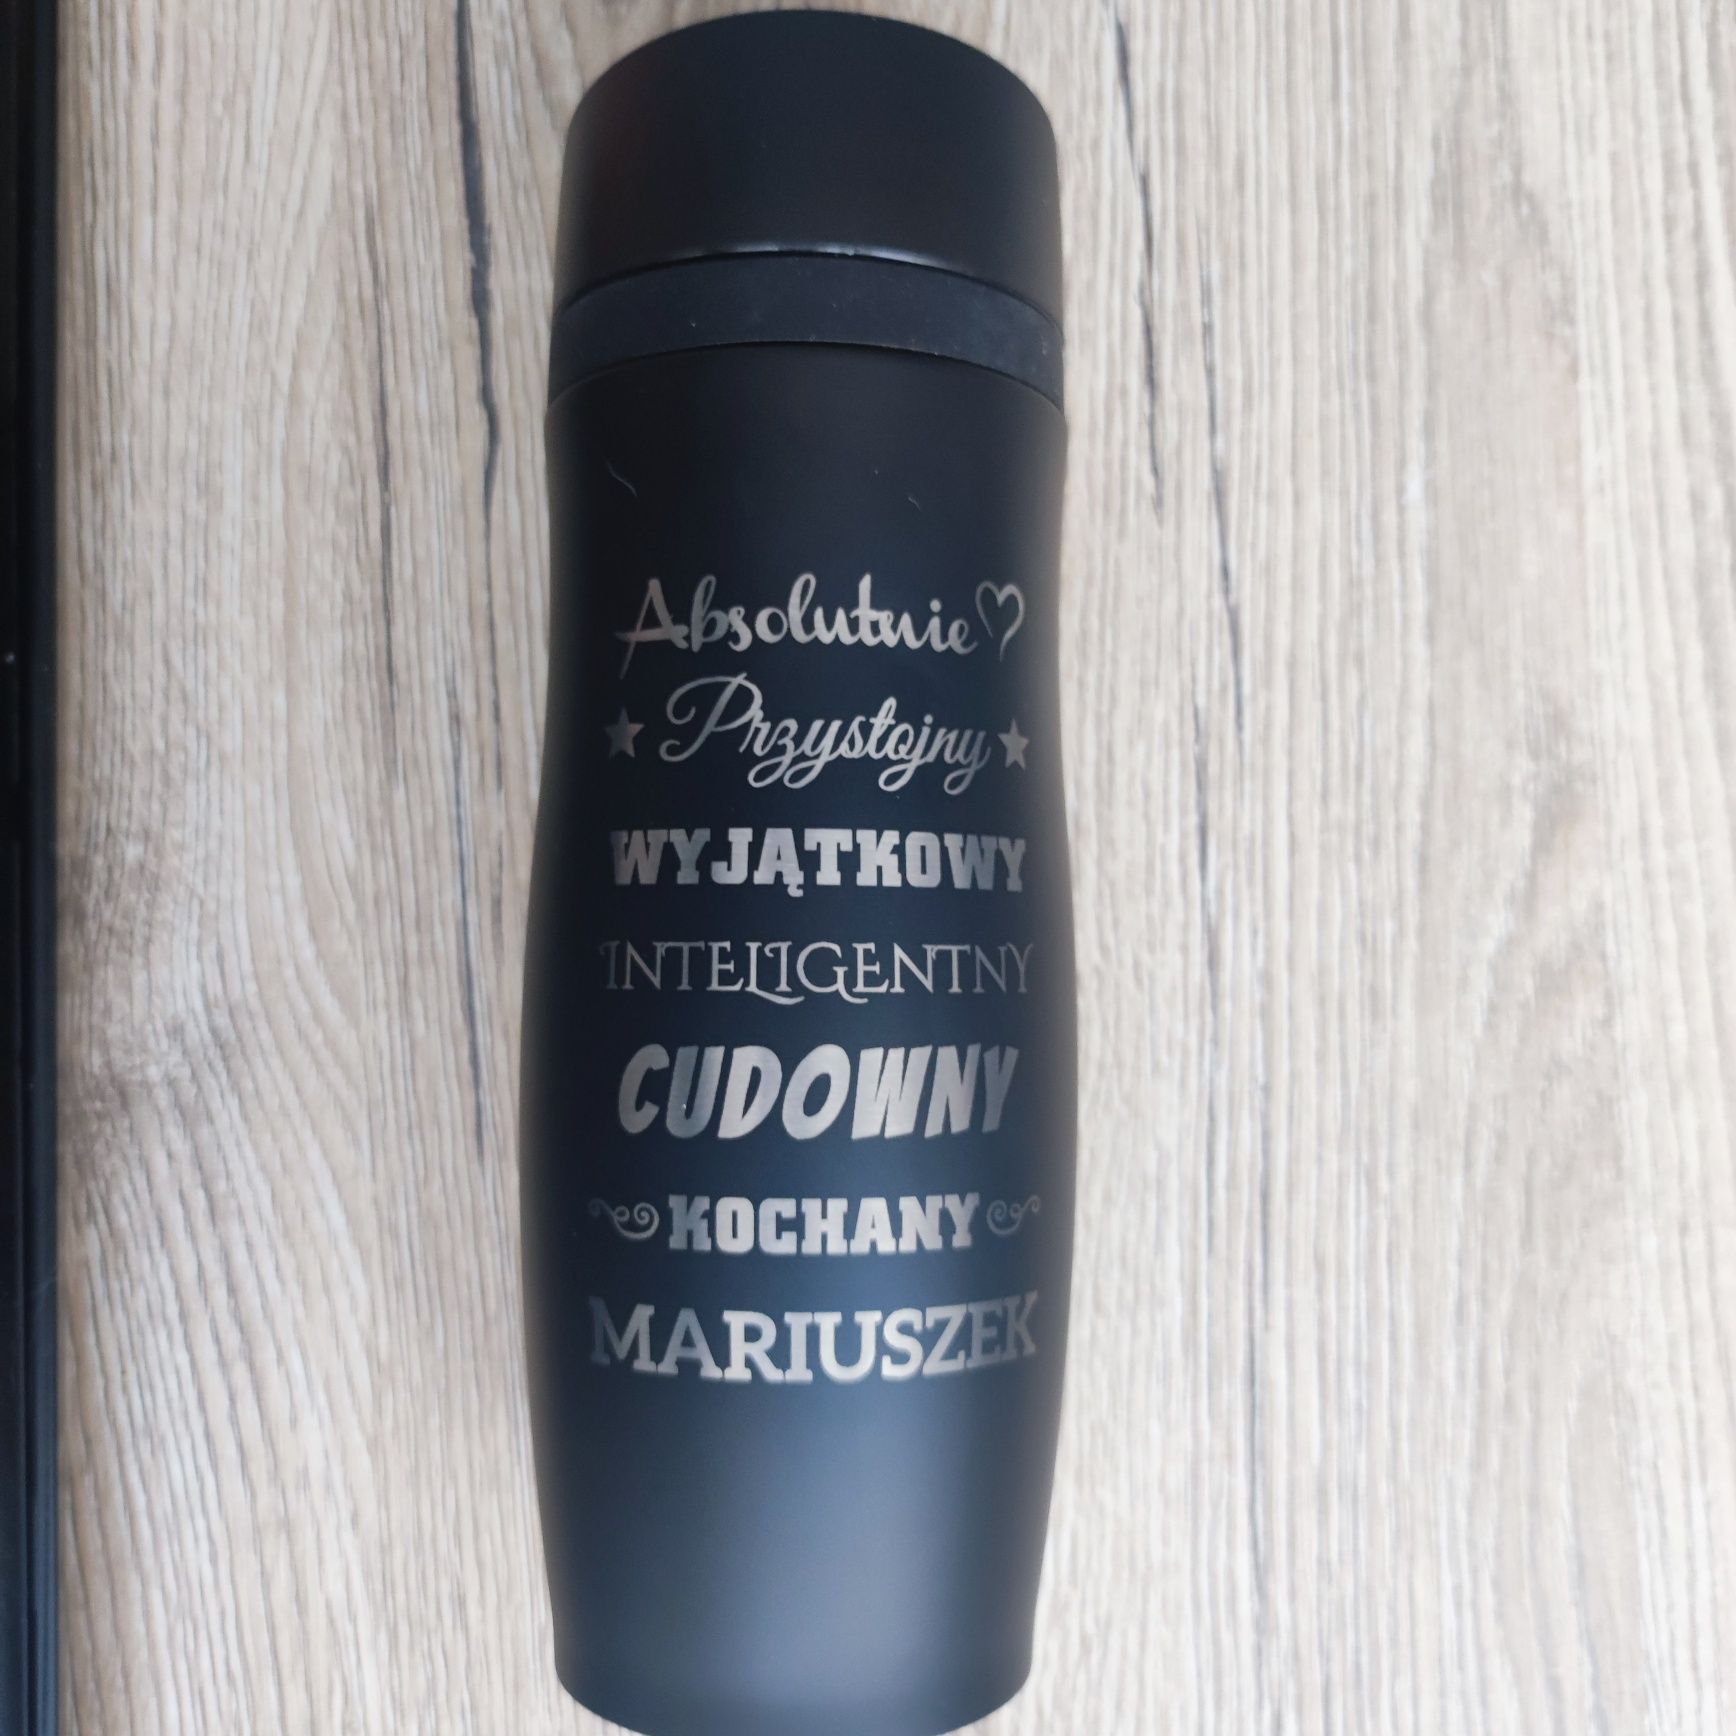 Absolutnie
Przystojny
WYJĄTKOWY
INTELIGENTNY
CUDOWNY
KOCHANY
MARIUSZEK